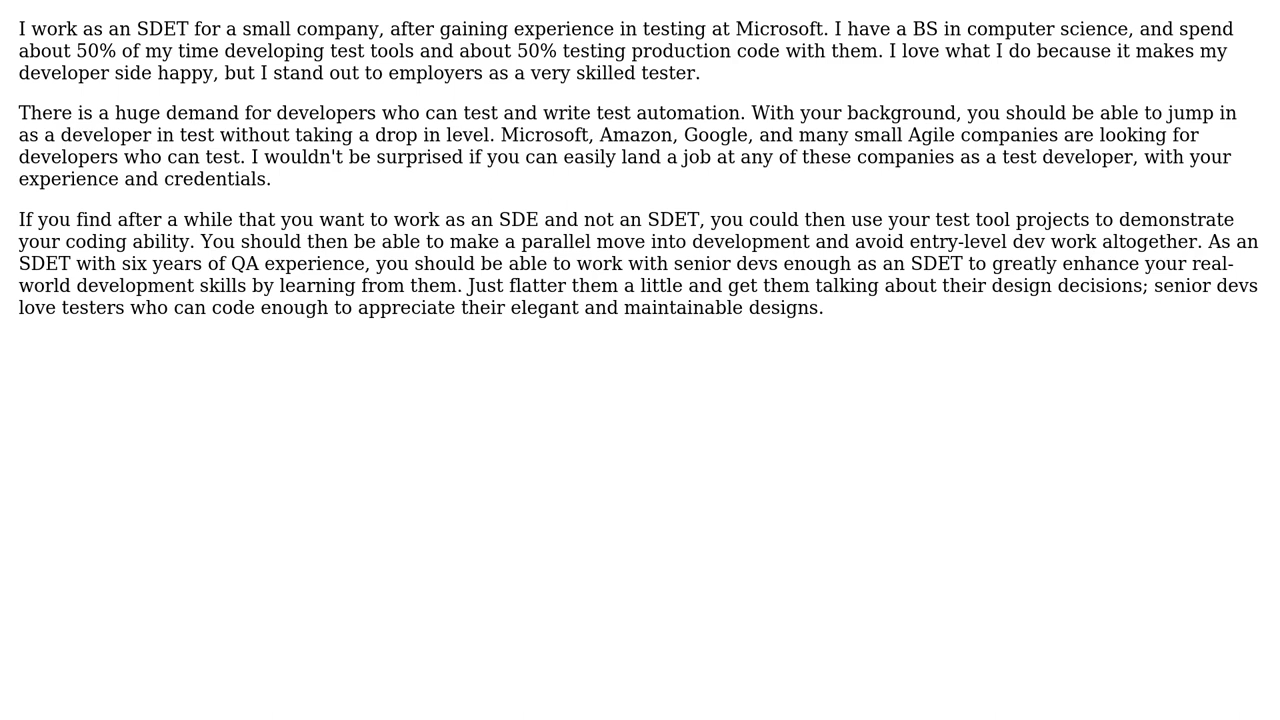 I work as an SDET for a small company, after gaining experience in testing at Microsoft. I have a BS in computer science, and spend
about 50% of my time developing test tools and about 50% testing production code with them. I love what I do because it makes my
developer side happy, but I stand out to employers as a very skilled tester.
There is a huge demand for developers who can test and write test automation. With your background, you should be able to jump in
as a developer in test without taking a drop in level. Microsoft, Amazon, Google, and many small Agile companies are looking for
developers who can test. I wouldn't be surprised if you can easily land a job at any of these companies as a test developer, with your
experience and credentials.
If you find after a while that you want to work as an SDE and not an SDET, you could then use your test tool projects to demonstrate
your coding ability. You should then be able to make a parallel move into development and avoid entry-level dev work altogether. As an
SDET with six years of QA experience, you should be able to work with senior devs enough as an SDET to greatly enhance your real-
world development skills by learning from them. Just flatter them a little and get them talking about their design decisions; senior devs
love testers who can code enough to appreciate their elegant and maintainable designs.